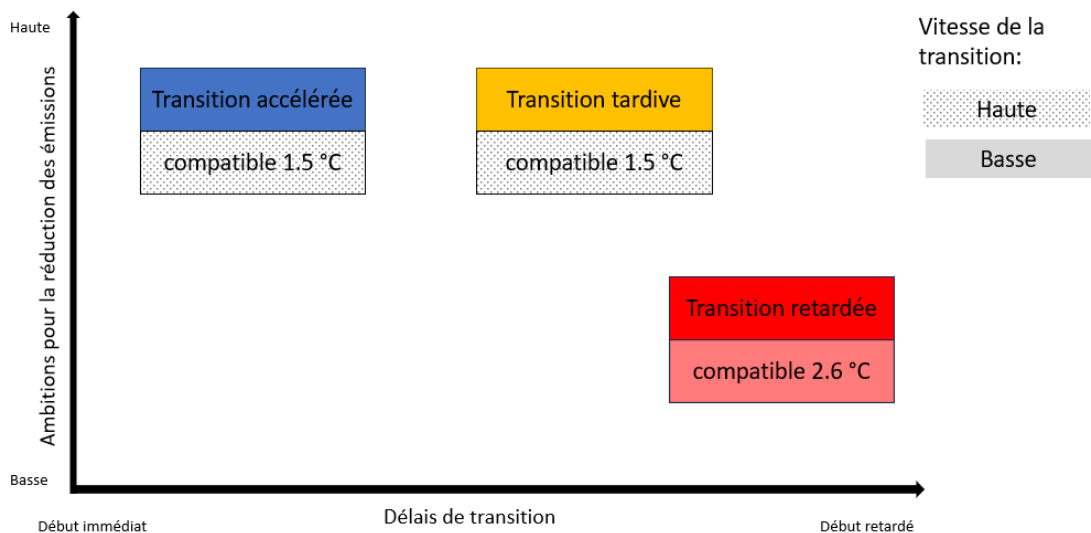 Haute
Ambitions pour la réduction des émissions
Basse
Transition accélérée
compatible 1.5 °C
Transition tardive
compatible 1.5 °C
Transition retardée
compatible 2.6 °C
Vitesse de la
transition:
Haute
Basse
Début immédiat
Délais de transition
Début retardé